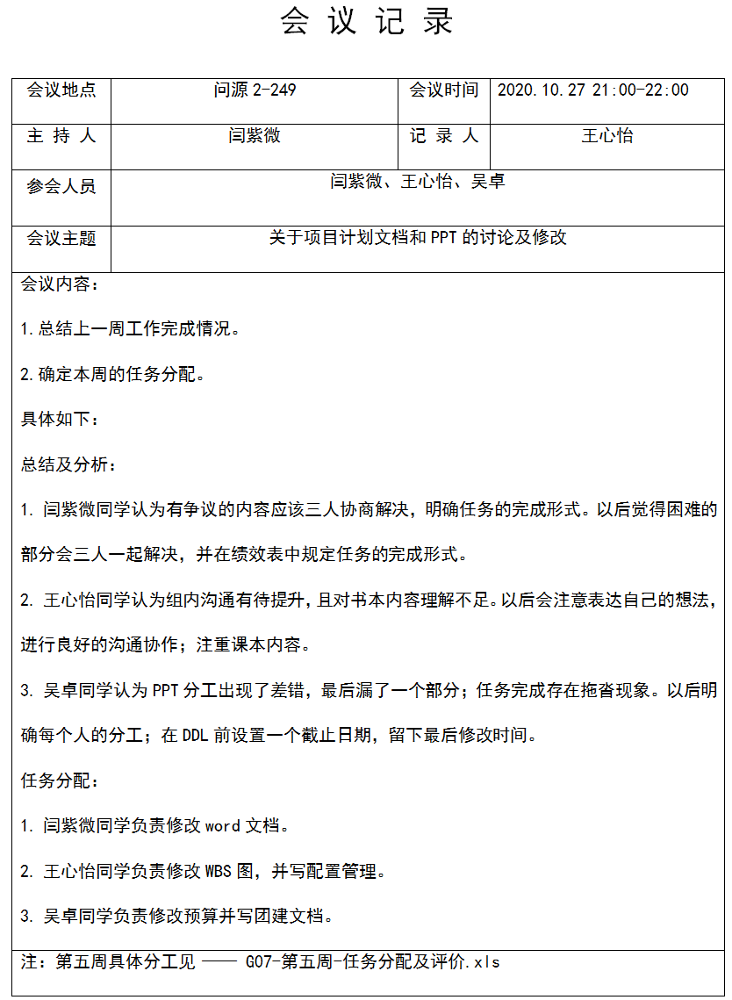 会 议 记 录
会议地点 问源 2-249 会议时间 2020.10.27 21:00-22:00
主 持 人 闫紫微 记 录 人 王心怡
参会人员 闫紫微、王心怡、吴卓
会议主题 关于项目计划文档和 PPT 的讨论及修改
会议内容：
1.总结上一周工作完成情况。
2.确定本周的任务分配。
具体如下：
总结及分析：
1. 闫紫微同学认为有争议的内容应该三人协商解决，明确任务的完成形式。以后觉得困难的
部分会三人一起解决，并在绩效表中规定任务的完成形式。
2. 王心怡同学认为组内沟通有待提升，且对书本内容理解不足。以后会注意表达自己的想法，
进行良好的沟通协作；注重课本内容。
3. 吴卓同学认为 PPT 分工出现了差错，最后漏了一个部分；任务完成存在拖沓现象。以后明
确每个人的分工；在 DDL 前设置一个截止日期，留下最后修改时间。
任务分配：
1. 闫紫微同学负责修改 word 文档。
2. 王心怡同学负责修改 WBS 图，并写配置管理。
3. 吴卓同学负责修改预算并写团建文档。
注：第五周具体分工见 —— G07-第五周-任务分配及评价.xls